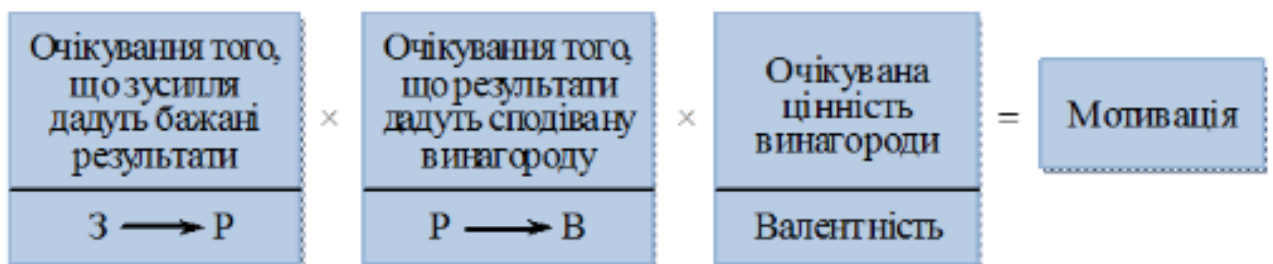 Очікування того,
що зусилля
дадуть бажані
результати
З → Р
×
Очікування того,
що результати
дадуть сподівану
винагороду
Р → В
×
Очікувана
цінність
винагороди
Валентність
=
Мотивація